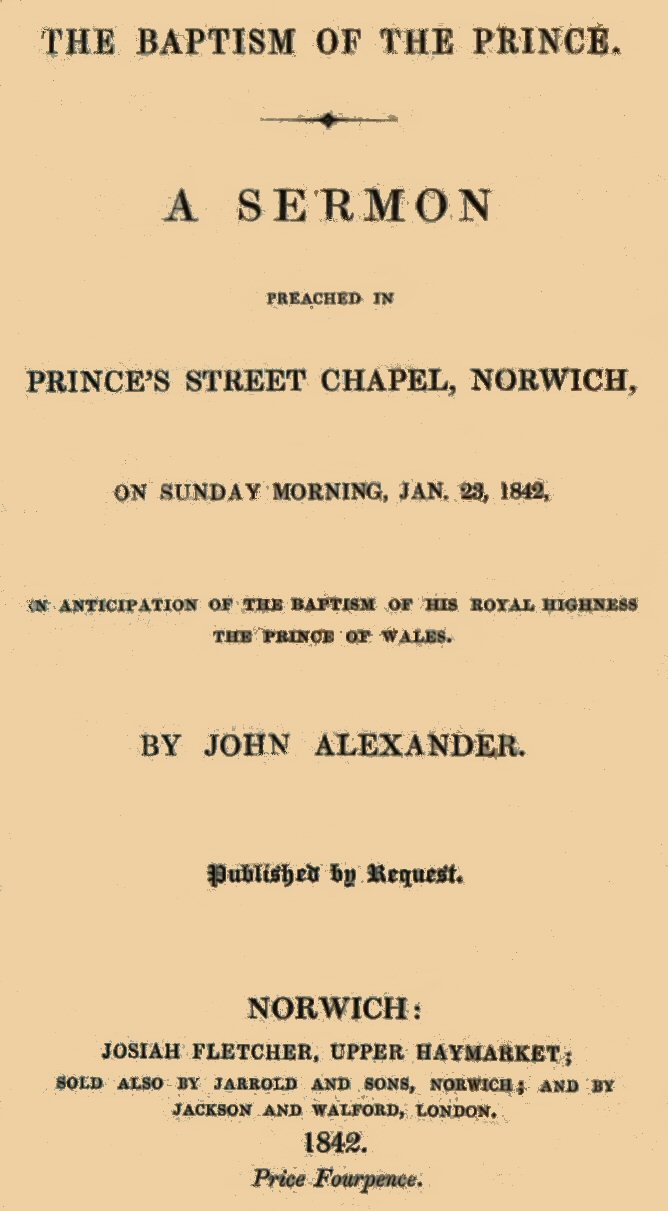 THE BAPTISM OF THE PRINCE.
A SERMON
PREACHED IN
PRINCE'S STREET CHAPEL, NORWICH,
ON SUNDAY MORNING, JAN. 23, 1842,
IN ANTICIPATION OF THE BAPTISM OF HIS ROYAL HIGHNESS
THE PRINCE OF WALES.
BY JOHN ALEXANDER.
Published by Request.
NORWICH:
JOSIAH FLETCHER, UPPER HAYMARKET;
SOLD ALSO BY JARROLD AND SONS, NORWICH; AND BY
JACKSON AND WALFORD, LONDON.
1842.
Price Fourpence.